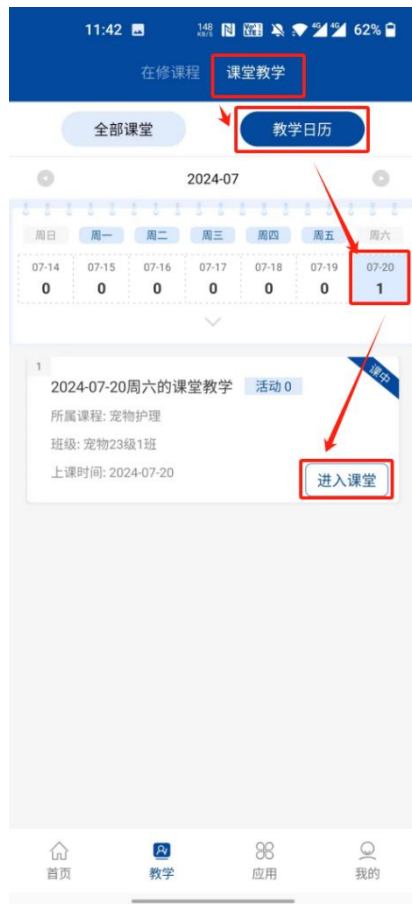 11:42 148 KB/S 4G 4G 62%
在修课程 课堂教学
全部课堂 教学日历
2024-07
周日 周一 周二 周三 周四 周五 周六
07-14 07-15 07-16 07-17 07-18 07-19 07-20
0 0 0 0 0 0 1
1 课中
2024-07-20周六的课堂教学 活动 0
所属课程: 宠物护理
班级: 宠物23级1班
上课时间: 2024-07-20
进入课堂
首页 教学 应用 我的